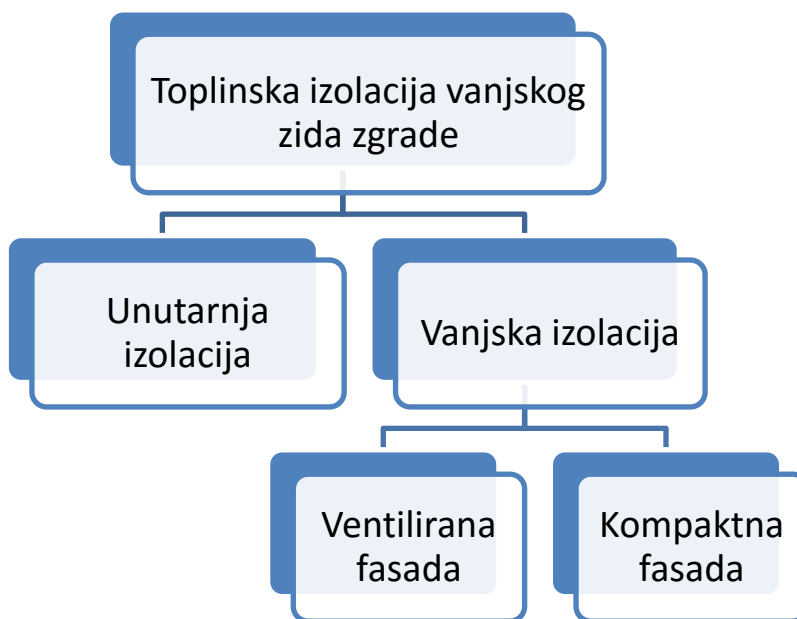 Toplinska izolacija vanjskog
zida zgrade
Unutarnja
izolacija
Vanjska izolacija
Ventilirana
fasada
Kompaktna
fasada